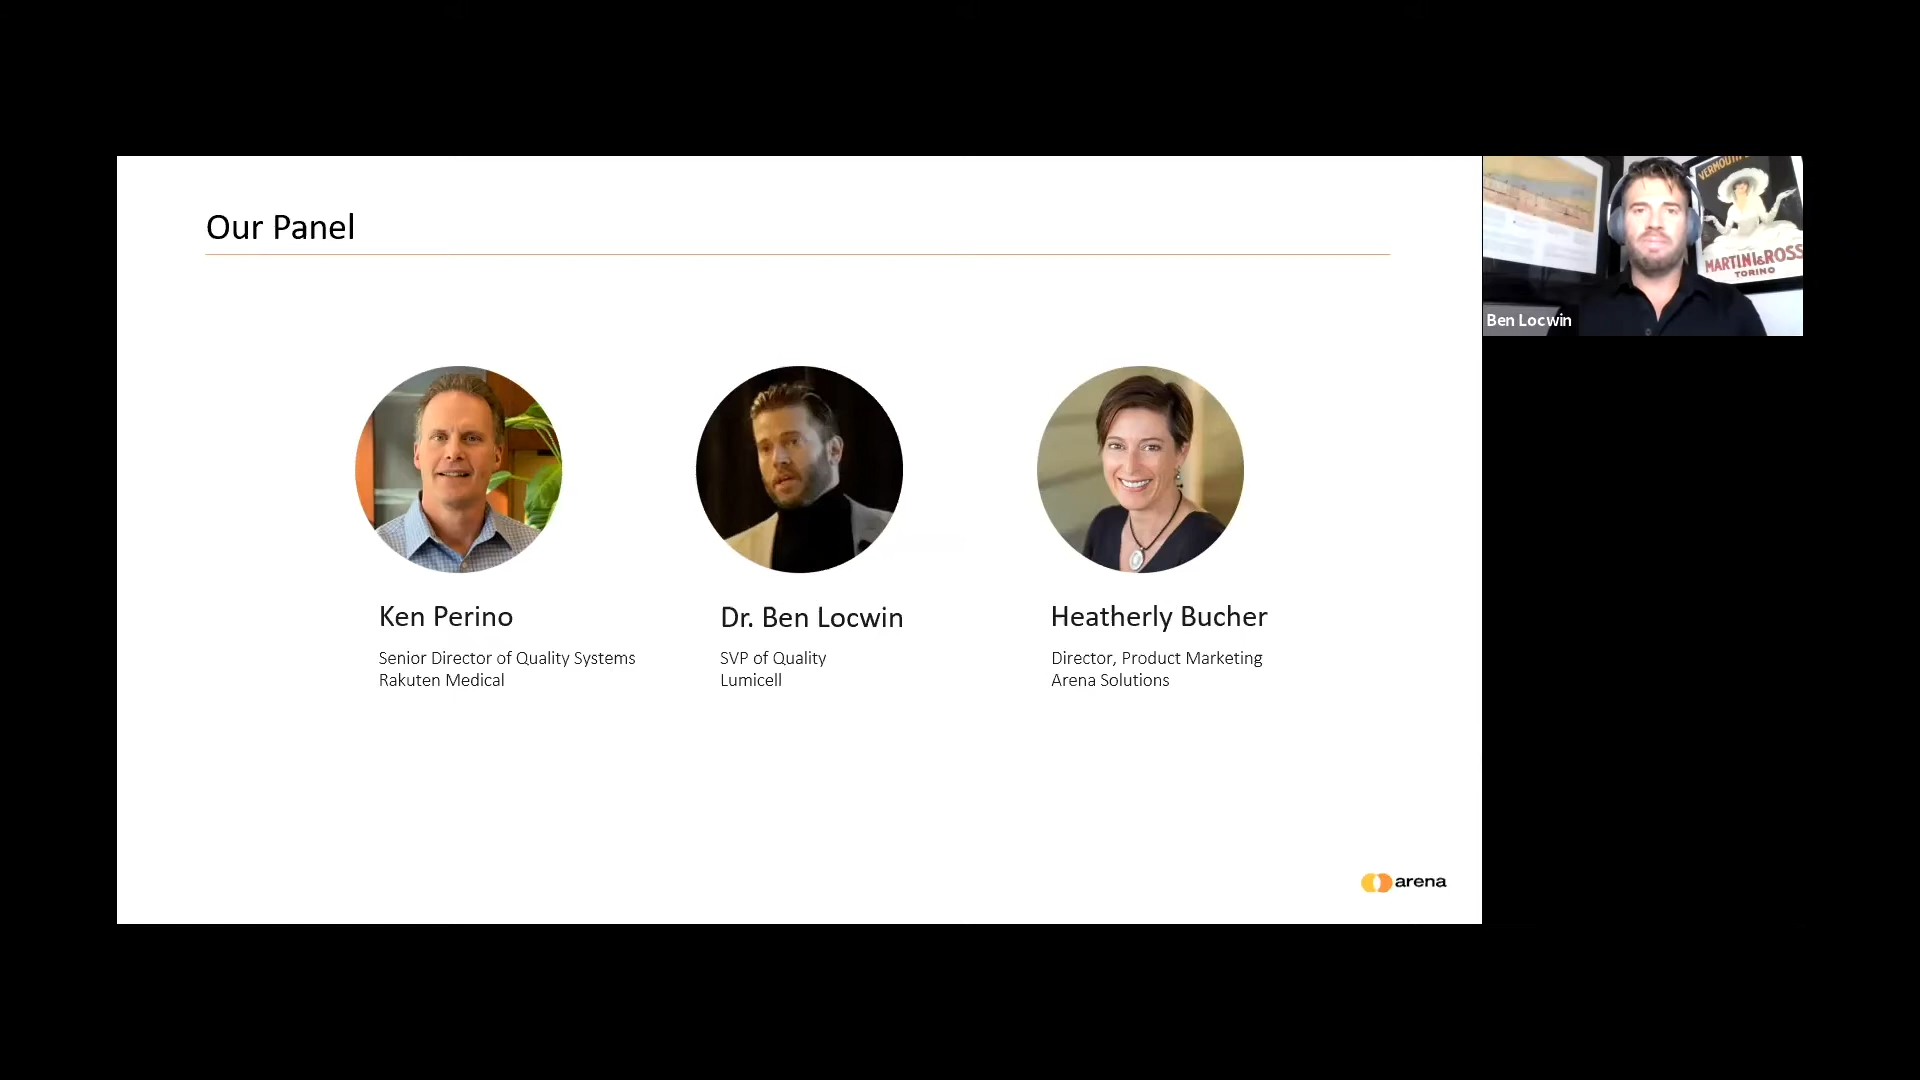 Our Panel
Ken Perino
Senior Director of Quality Systems
Rakuten Medical
Dr. Ben Locwin
SVP of Quality
Lumicell
Heatherly Bucher
Director, Product Marketing
Arena Solutions
arena
MARTINI & ROSS
TORINO
Ben Locwin